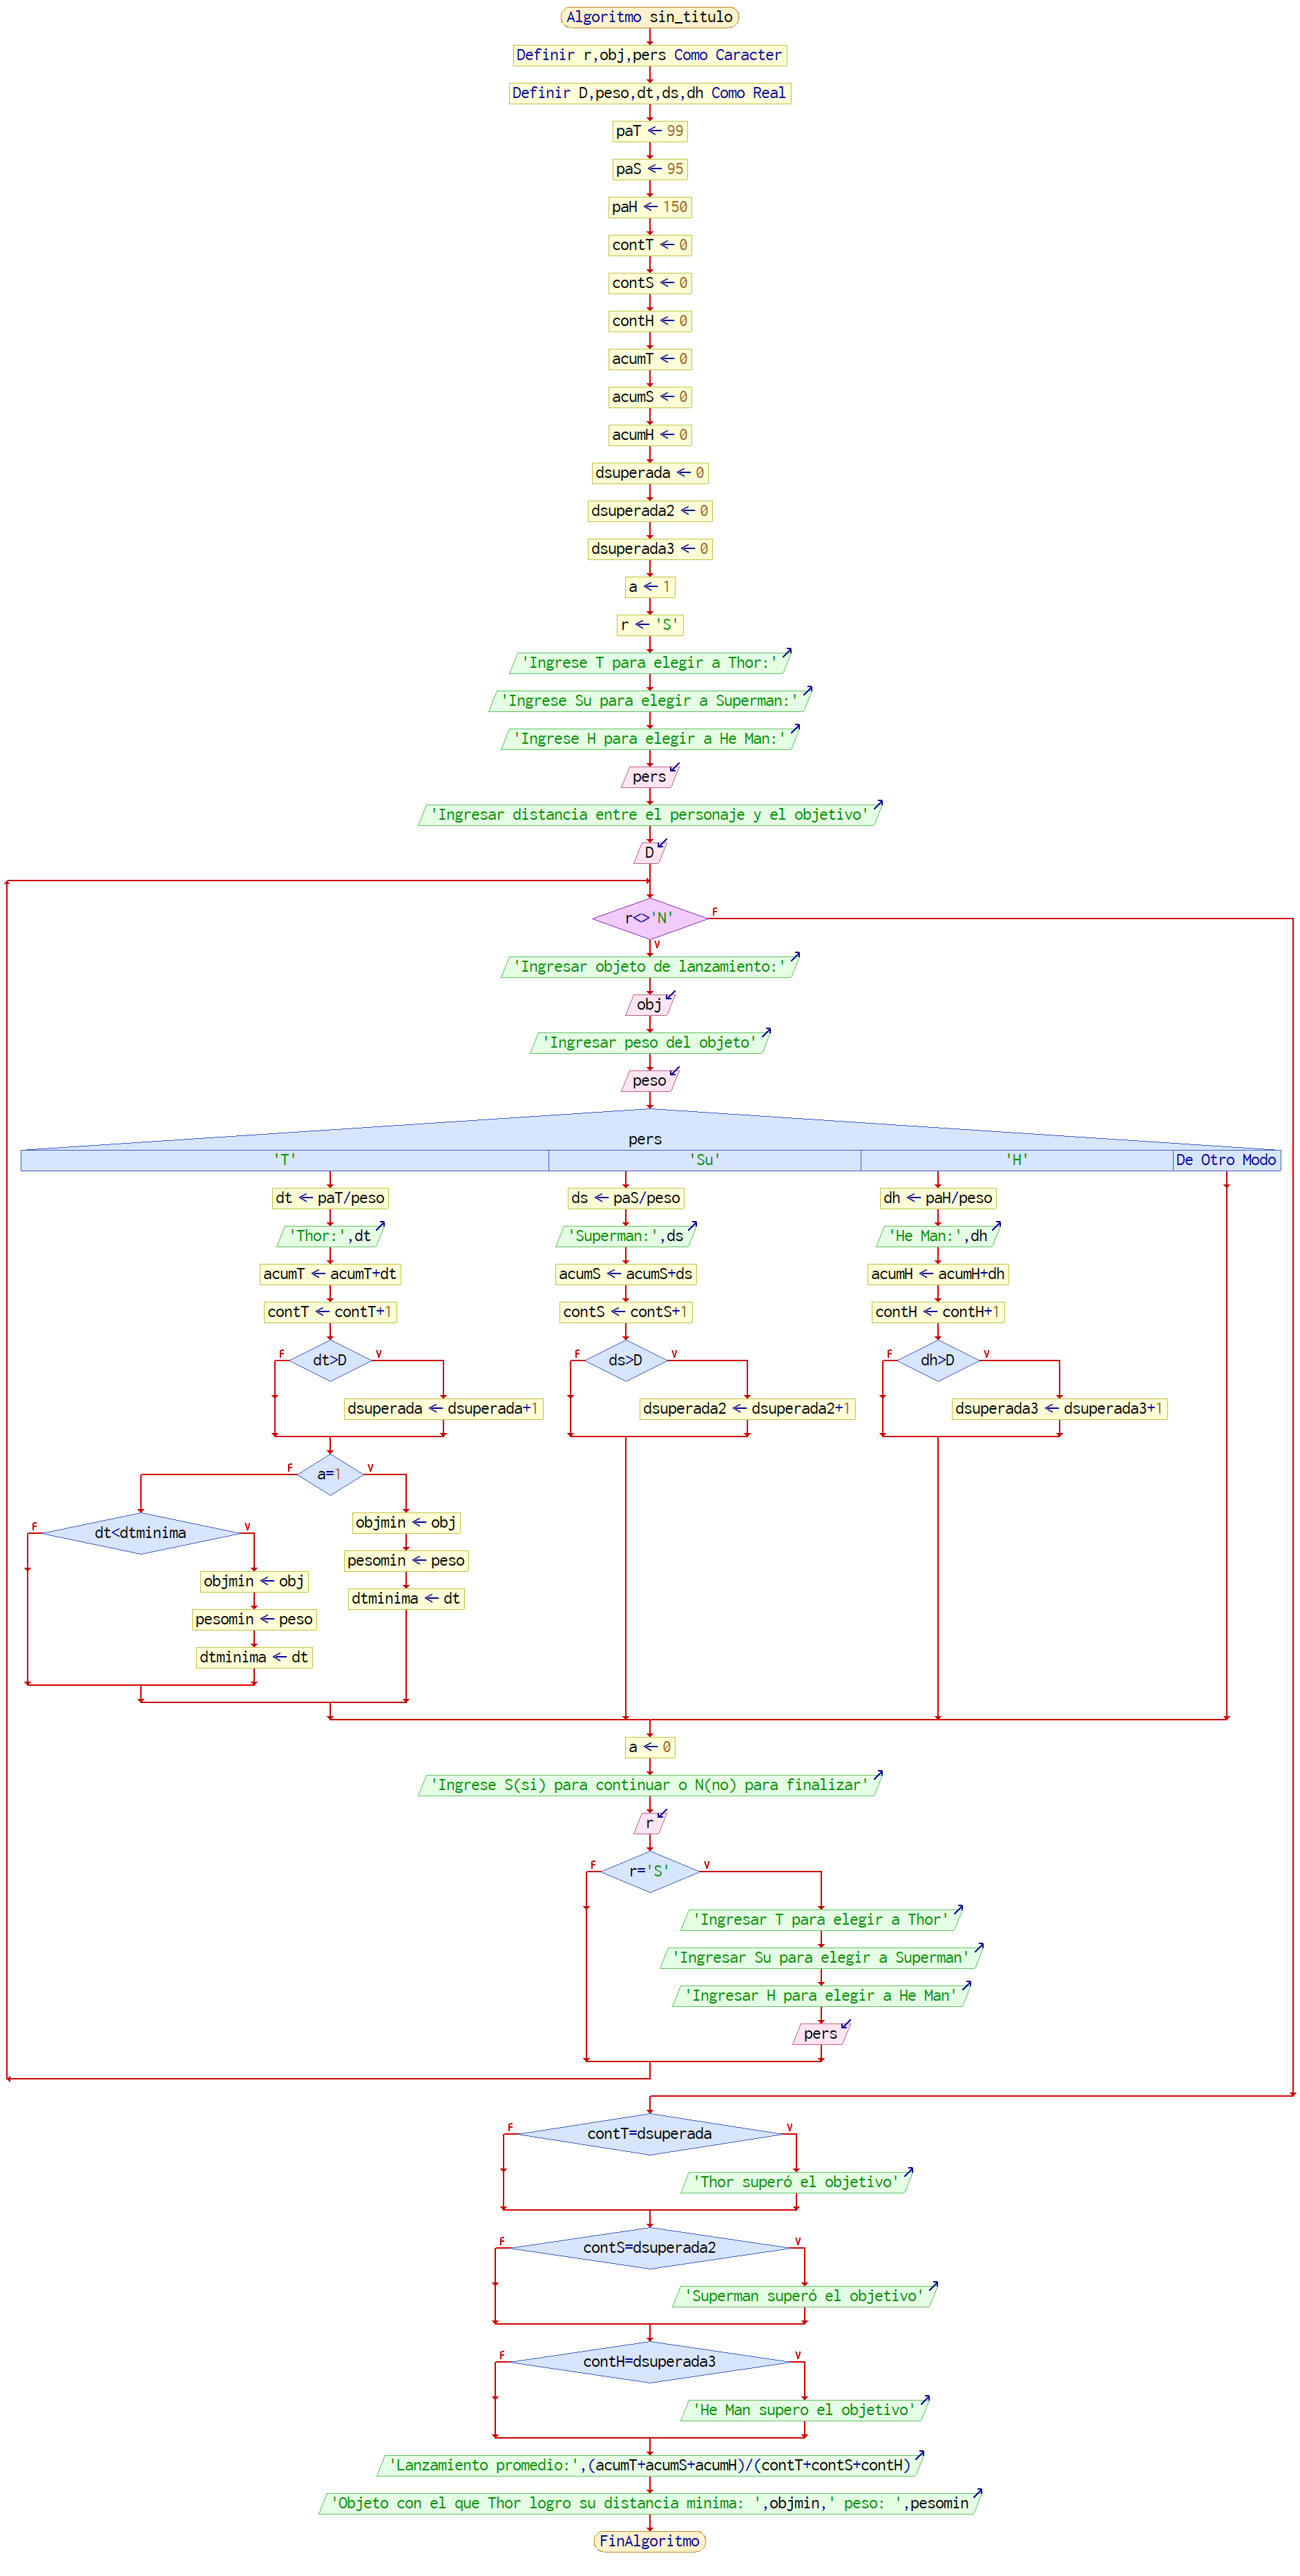 Algoritmo sin_titulo
Definir r,obj,pers Como Caracter
Definir D,peso,dt,ds,dh Como Real
paT ← 99
paS ← 95
paH ← 150
contT ← 0
contS ← 0
contH ← 0
acumT ← 0
acumS ← 0
acumH ← 0
dsuperada ← 0
dsuperada2 ← 0
dsuperada3 ← 0
a ← 1
r ← 'S'
'Ingrese T para elegir a Thor:'
'Ingrese Su para elegir a Superman:'
'Ingrese H para elegir a He Man:'
pers
'Ingresar distancia entre el personaje y el objetivo'
D
r<>'N'
F
V
'Ingresar objeto de lanzamiento:'
obj
'Ingresar peso del objeto'
peso
pers
'T' 'Su' 'H' De Otro Modo
dt ← paT/peso
'Thor:',dt
acumT ← acumT+dt
contT ← contT+1
F dt>D V
dsuperada ← dsuperada+1
F a=1 V
F dt<dtminima V
objmin ← obj
pesomin ← peso
dtminima ← dt
objmin ← obj
pesomin ← peso
dtminima ← dt
ds ← paS/peso
'Superman:',ds
acumS ← acumS+ds
contS ← contS+1
F ds>D V
dsuperada2 ← dsuperada2+1
dh ← paH/peso
'He Man:',dh
acumH ← acumH+dh
contH ← contH+1
F dh>D V
dsuperada3 ← dsuperada3+1
a ← 0
'Ingrese S(si) para continuar o N(no) para finalizar'
r
F r='S' V
'Ingresar T para elegir a Thor'
'Ingresar Su para elegir a Superman'
'Ingresar H para elegir a He Man'
pers
F contT=dsuperada V
'Thor superó el objetivo'
F contS=dsuperada2 V
'Superman superó el objetivo'
F contH=dsuperada3 V
'He Man supero el objetivo'
'Lanzamiento promedio:',(acumT+acumS+acumH)/(contT+contS+contH)
'Objeto con el que Thor logro su distancia minima: ',objmin,' peso: ',pesomin
FinAlgoritmo